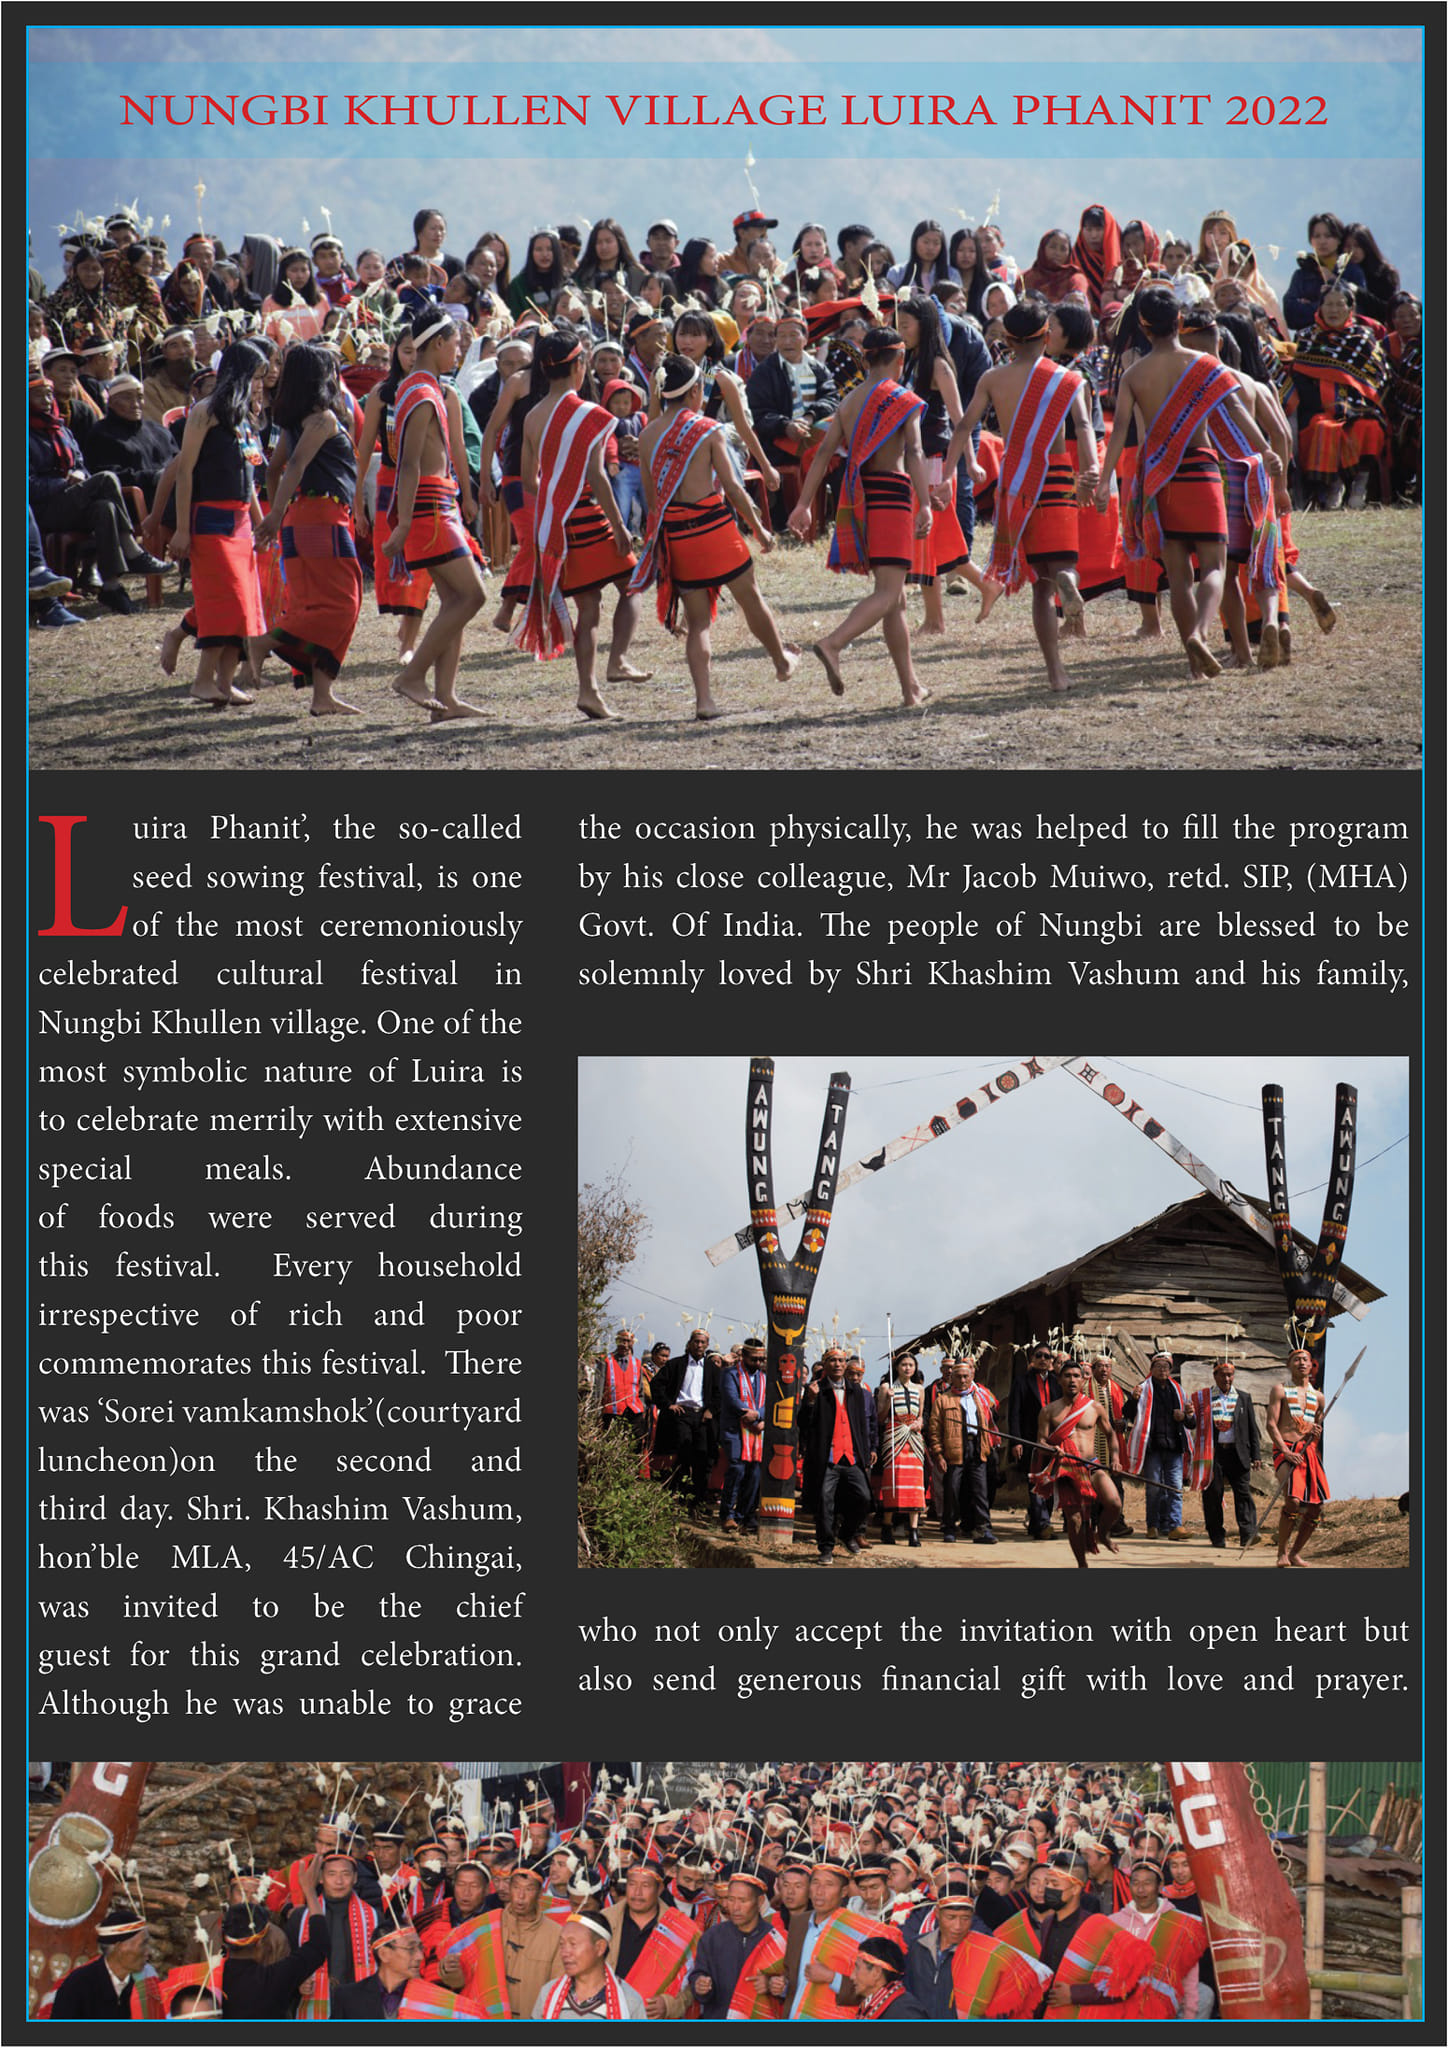 NUNGBI KHULLEN VILLAGE LUIRA PHANIT 2022
Luira Phanit’, the so-called
seed sowing festival, is one
of the most ceremoniously
celebrated cultural festival in
Nungbi Khullen village. One of the
most symbolic nature of Luira is
to celebrate merrily with extensive
special meals. Abundance
of foods were served during
this festival. Every household
irrespective of rich and poor
commemorates this festival. There
was ‘Sorei vamkamshok’(courtyard
luncheon)on the second and
third day. Shri. Khashim Vashum,
hon’ble MLA, 45/AC Chingai,
was invited to be the chief
guest for this grand celebration.
Although he was unable to grace
the occasion physically, he was helped to fill the program
by his close colleague, Mr Jacob Muiwo, retd. SIP, (MHA)
Govt. Of India. The people of Nungbi are blessed to be
solemnly loved by Shri Khashim Vashum and his family,
AWUNG
TANG
TANG
AWUNG
who not only accept the invitation with open heart but
also send generous financial gift with love and prayer.
G
NG